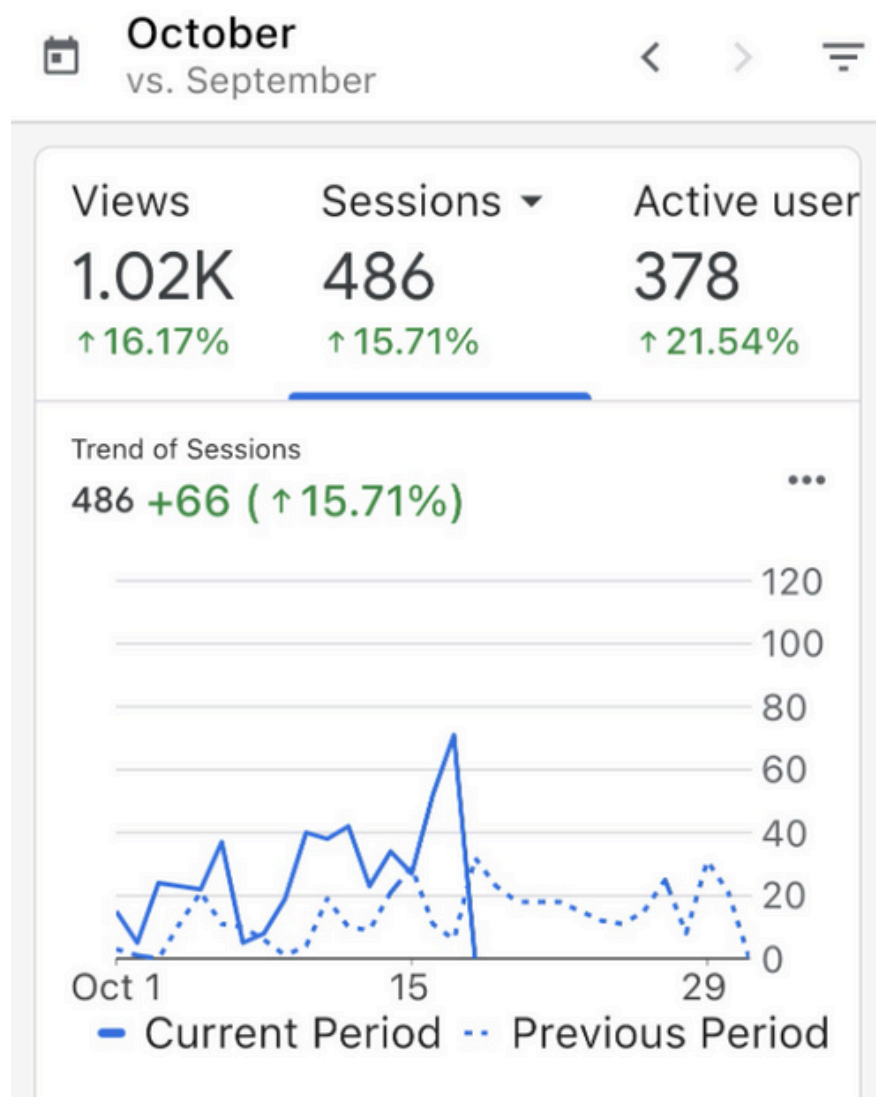 October
vs. September
Views Sessions Active user
1.02K 486 378
↑ 16.17% ↑ 15.71% ↑ 21.54%
Trend of Sessions
486 +66 (↑ 15.71%)
120
100
80
60
40
20
0
Oct 1 15 29
Current Period Previous Period